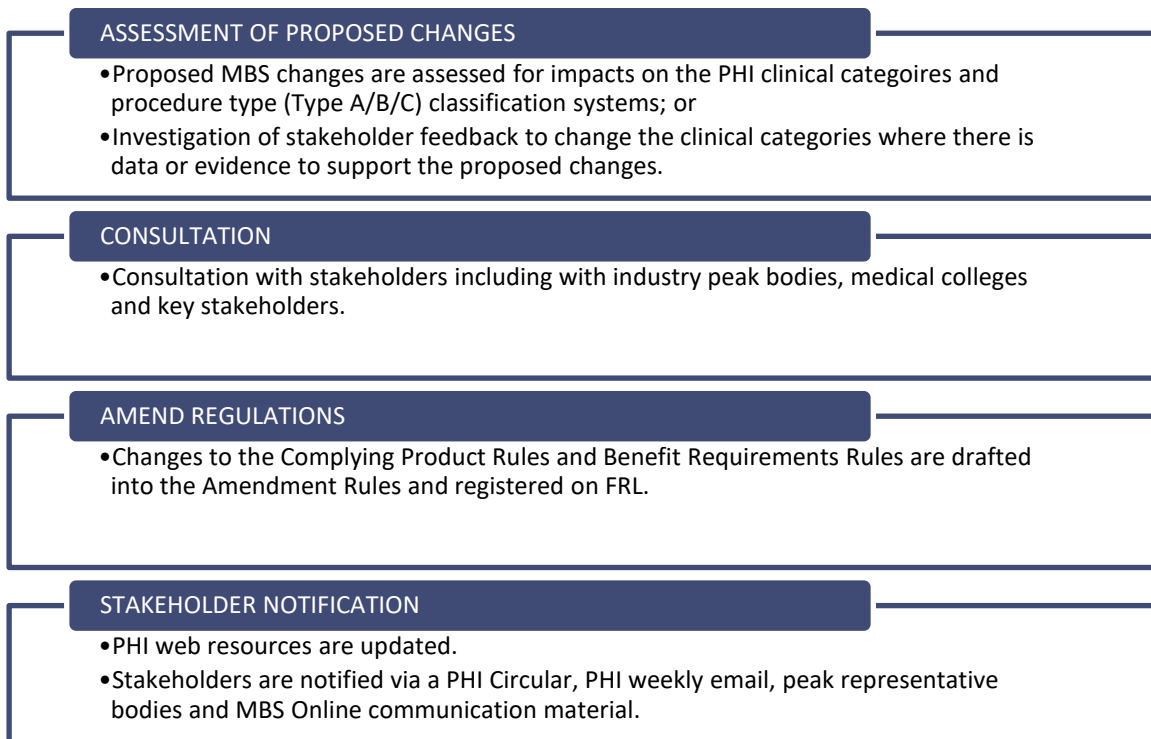 ASSESSMENT OF PROPOSED CHANGES
•Proposed MBS changes are assessed for impacts on the PHI clinical categoires and
procedure type (Type A/B/C) classification systems; or
•Investigation of stakeholder feedback to change the clinical categories where there is
data or evidence to support the proposed changes.
CONSULTATION
•Consultation with stakeholders including with industry peak bodies, medical colleges
and key stakeholders.
AMEND REGULATIONS
•Changes to the Complying Product Rules and Benefit Requirements Rules are drafted
into the Amendment Rules and registered on FRL.
STAKEHOLDER NOTIFICATION
•PHI web resources are updated.
•Stakeholders are notified via a PHI Circular, PHI weekly email, peak representative
bodies and MBS Online communication material.